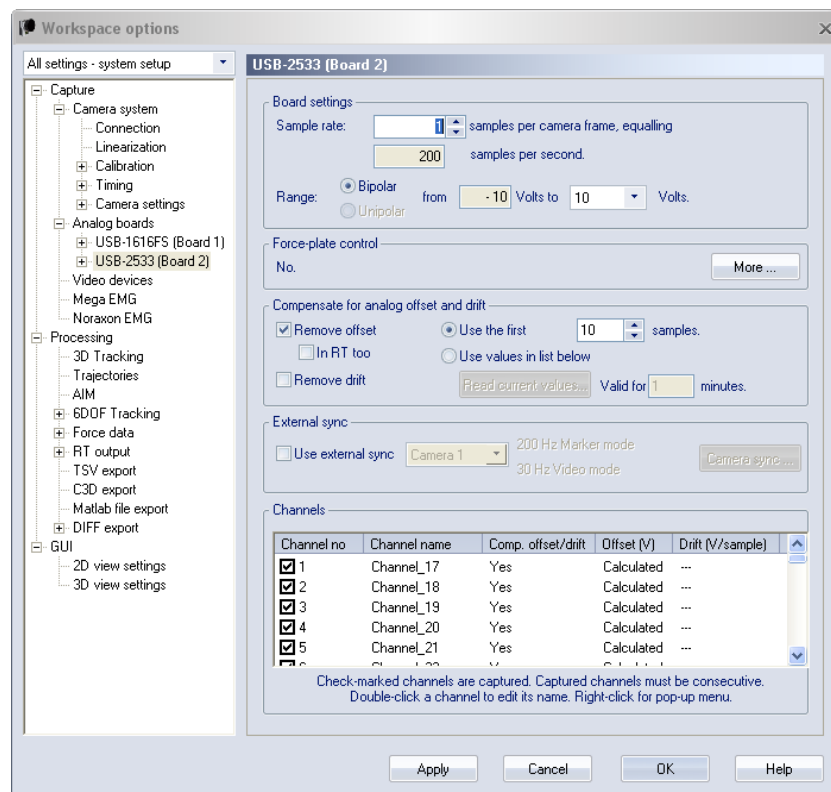 Workspace options
All settings - system setup
Capture
Camera system
Connection
Linearization
Calibration
Timing
Camera settings
Analog boards
USB-1616FS (Board 1)
USB-2533 (Board 2)
Video devices
Mega EMG
Noraxon EMG
Processing
3D Tracking
Trajectories
AIM
6DOF Tracking
Force data
RT output
TSV export
C3D export
Matlab file export
DIFF export
GUI
2D view settings
3D view settings
USB-2533 (Board 2)
Board settings
Sample rate: 1 samples per camera frame, equalling
200 samples per second.
Range: Bipolar from - 10 Volts to 10 Volts.
Unipolar
Force-plate control
No. More ...
Compensate for analog offset and drift
Remove offset Use the first 10 samples.
In RT too Use values in list below
Remove drift Read current values... Valid for 1 minutes.
External sync
Use external sync Camera 1 200 Hz Marker mode
30 Hz Video mode Camera sync ...
Channels
Channel no Channel name Comp. offset/drift Offset (V) Drift (V/sample)
1 Channel_17 Yes Calculated ---
2 Channel_18 Yes Calculated ---
3 Channel_19 Yes Calculated ---
4 Channel_20 Yes Calculated ---
5 Channel_21 Yes Calculated ---
Check-marked channels are captured. Captured channels must be consecutive.
Double-click a channel to edit its name. Right-click for pop-up menu.
Apply Cancel OK Help